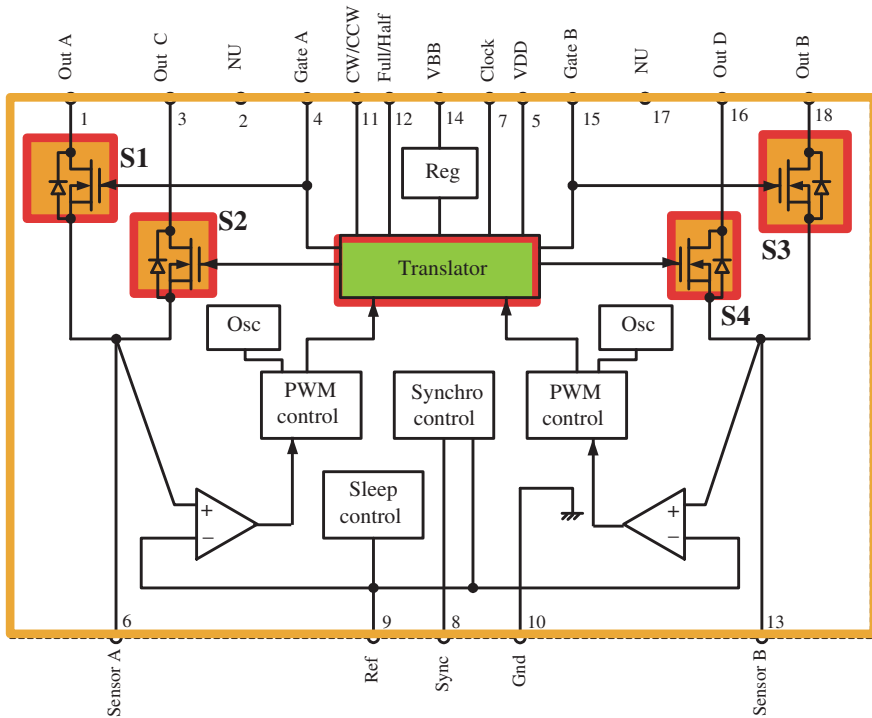 Out A
Out C
NU
Gate A
CW/CCW
Full/Half
VBB
Clock
VDD
Gate B
NU
Out D
Out B
1
3
2
4
11
12
14
7
5
15
17
16
18
S1
Reg
S2
S3
Translator
S4
Osc
Osc
PWM
control
Synchro
control
PWM
control
Sleep
control
+
−
+
−
6
9
8
10
13
Sensor A
Ref
Sync
Gnd
Sensor B